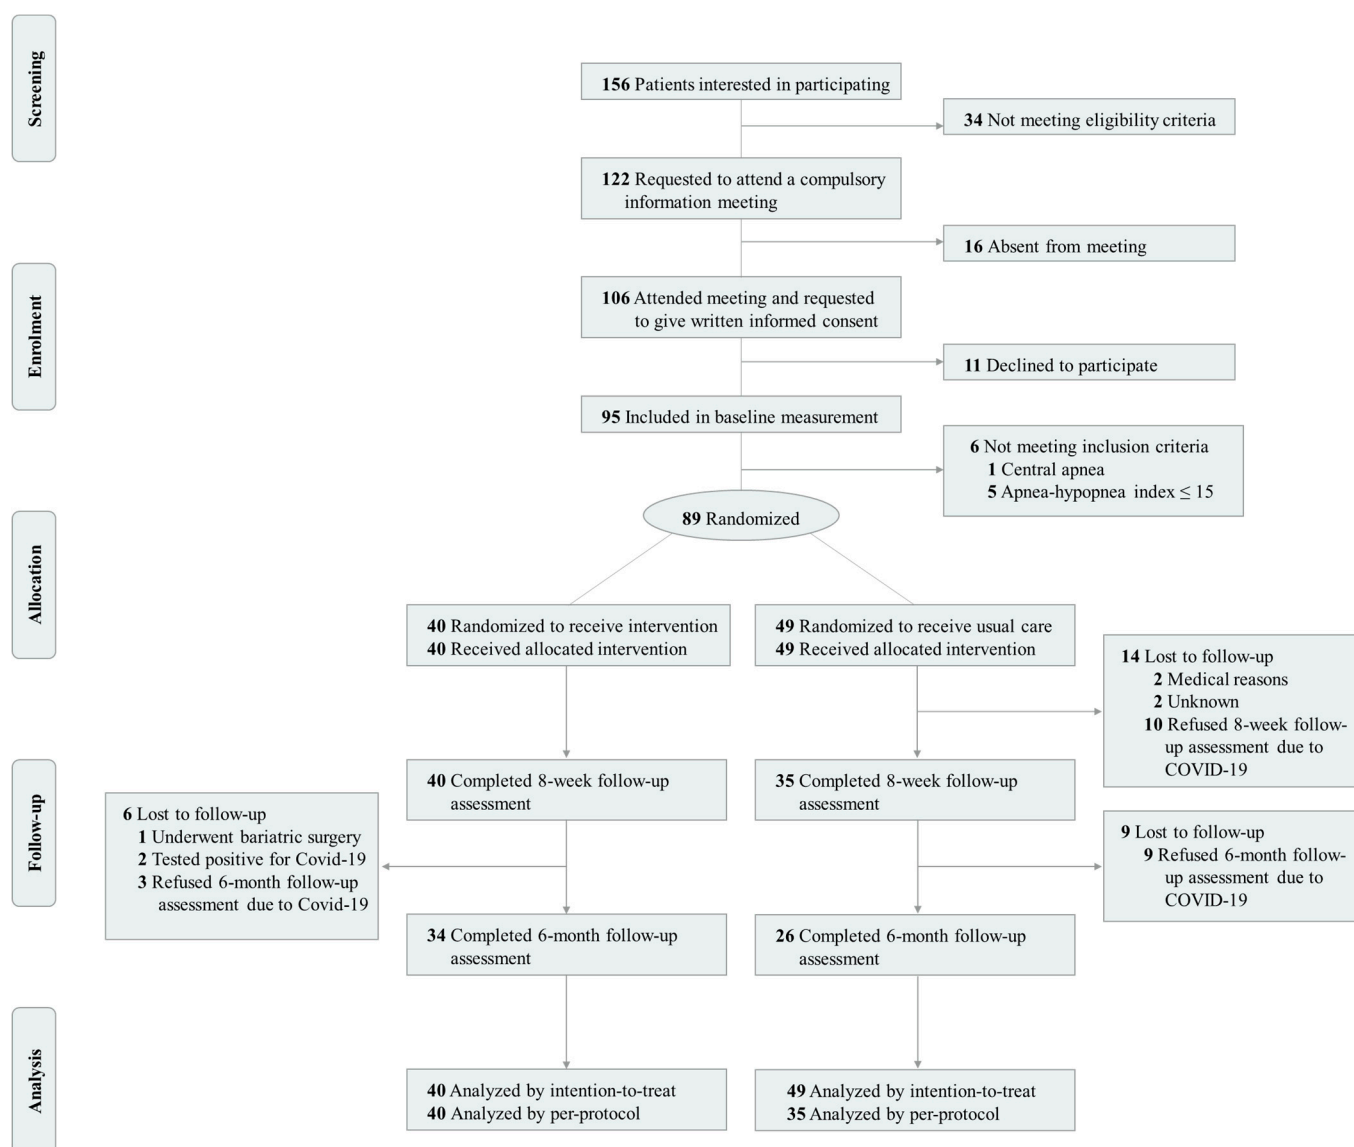 Screening
156 Patients interested in participating
34 Not meeting eligibility criteria
122 Requested to attend a compulsory
information meeting
16 Absent from meeting
Enrolment
106 Attended meeting and requested
to give written informed consent
11 Declined to participate
95 Included in baseline measurement
6 Not meeting inclusion criteria
1 Central apnea
5 Apnea-hypopnea index ≤ 15
89 Randomized
Allocation
40 Randomized to receive intervention
40 Received allocated intervention
49 Randomized to receive usual care
49 Received allocated intervention
14 Lost to follow-up
2 Medical reasons
2 Unknown
10 Refused 8-week follow-
up assessment due to
COVID-19
Follow-up
40 Completed 8-week follow-up
assessment
35 Completed 8-week follow-up
assessment
6 Lost to follow-up
1 Underwent bariatric surgery
2 Tested positive for Covid-19
3 Refused 6-month follow-up
assessment due to Covid-19
9 Lost to follow-up
9 Refused 6-month follow-
up assessment due to
COVID-19
34 Completed 6-month follow-up
assessment
26 Completed 6-month follow-up
assessment
Analysis
40 Analyzed by intention-to-treat
40 Analyzed by per-protocol
49 Analyzed by intention-to-treat
35 Analyzed by per-protocol